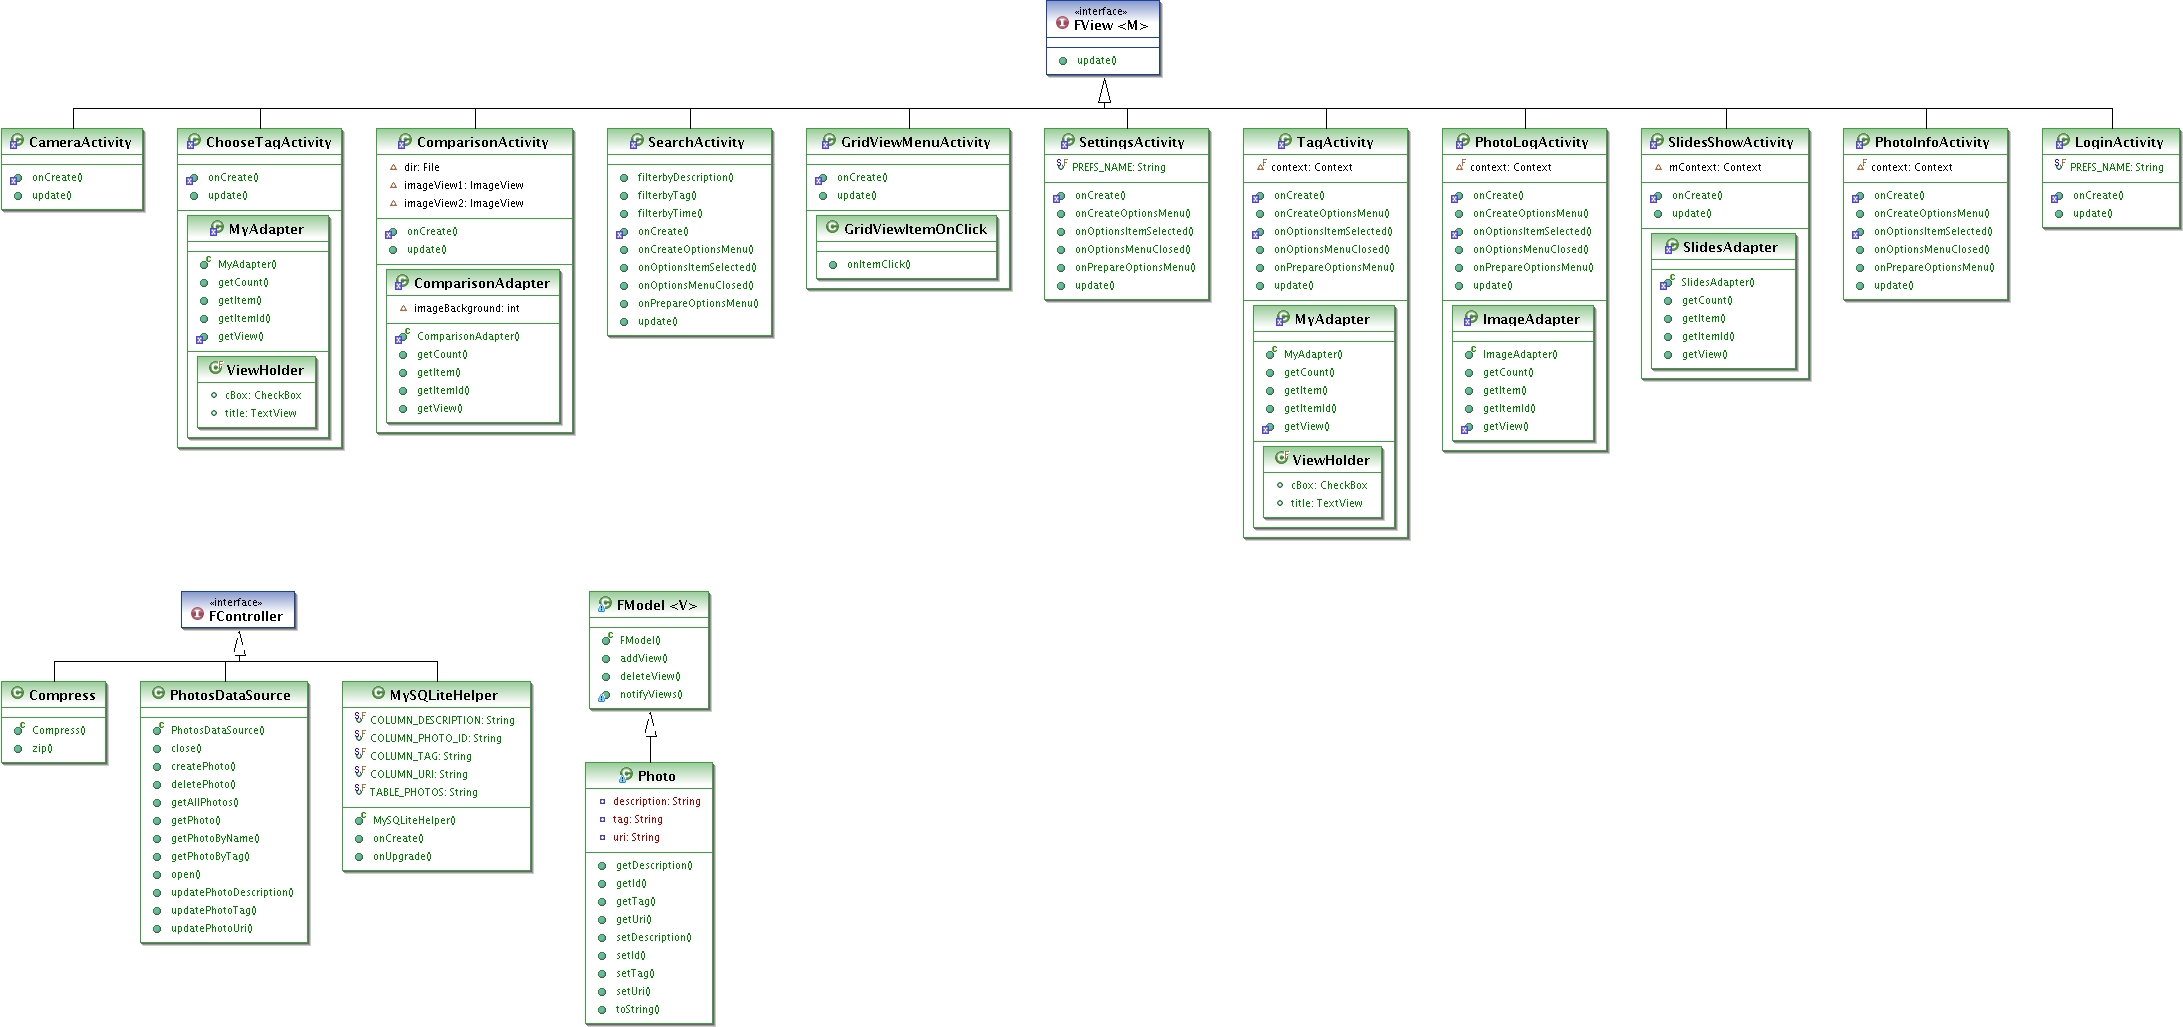 «interface»
FView <M>
update()
CameraActivity
onCreate()
update()
ChooseTagActivity
onCreate()
update()
MyAdapter
MyAdapter()
getCount()
getItem()
getItemId()
getView()
ViewHolder
cBox: CheckBox
title: TextView
ComparisonActivity
dir: File
imageView1: ImageView
imageView2: ImageView
onCreate()
update()
ComparisonAdapter
imageBackground: int
ComparisonAdapter()
getCount()
getItem()
getItemId()
getView()
SearchActivity
filterbyDescription()
filterbyTag()
filterbyTime()
onCreate()
onCreateOptionsMenu()
onOptionsItemSelected()
onOptionsMenuClosed()
onPrepareOptionsMenu()
update()
GridViewMenuActivity
onCreate()
update()
GridViewItemOnClick
onItemClick()
SettingsActivity
PREFS_NAME: String
onCreate()
onCreateOptionsMenu()
onOptionsItemSelected()
onOptionsMenuClosed()
onPrepareOptionsMenu()
update()
TagActivity
context: Context
onCreate()
onCreateOptionsMenu()
onOptionsItemSelected()
onOptionsMenuClosed()
onPrepareOptionsMenu()
update()
MyAdapter
MyAdapter()
getCount()
getItem()
getItemId()
getView()
ViewHolder
cBox: CheckBox
title: TextView
PhotoLogActivity
context: Context
onCreate()
onCreateOptionsMenu()
onOptionsItemSelected()
onOptionsMenuClosed()
onPrepareOptionsMenu()
update()
ImageAdapter
ImageAdapter()
getCount()
getItem()
getItemId()
getView()
SlidesShowActivity
mContext: Context
onCreate()
update()
SlidesAdapter
SlidesAdapter()
getCount()
getItem()
getItemId()
getView()
PhotoInfoActivity
context: Context
onCreate()
onCreateOptionsMenu()
onOptionsItemSelected()
onOptionsMenuClosed()
onPrepareOptionsMenu()
update()
LoginActivity
PREFS_NAME: String
onCreate()
update()
«interface»
FController
Compress
Compress()
zip()
PhotosDataSource
PhotosDataSource()
close()
createPhoto()
deletePhoto()
getAllPhotos()
getPhoto()
getPhotoByName()
getPhotoByTag()
open()
updatePhotoDescription()
updatePhotoTag()
updatePhotoUri()
MySQLiteHelper
COLUMN_DESCRIPTION: String
COLUMN_PHOTO_ID: String
COLUMN_TAG: String
COLUMN_URI: String
TABLE_PHOTOS: String
MySQLiteHelper()
onCreate()
onUpgrade()
FModel <V>
FModel()
addView()
deleteView()
notifyViews()
Photo
description: String
tag: String
uri: String
getDescription()
getId()
getTag()
getUri()
setDescription()
setId()
setTag()
setUri()
toString()